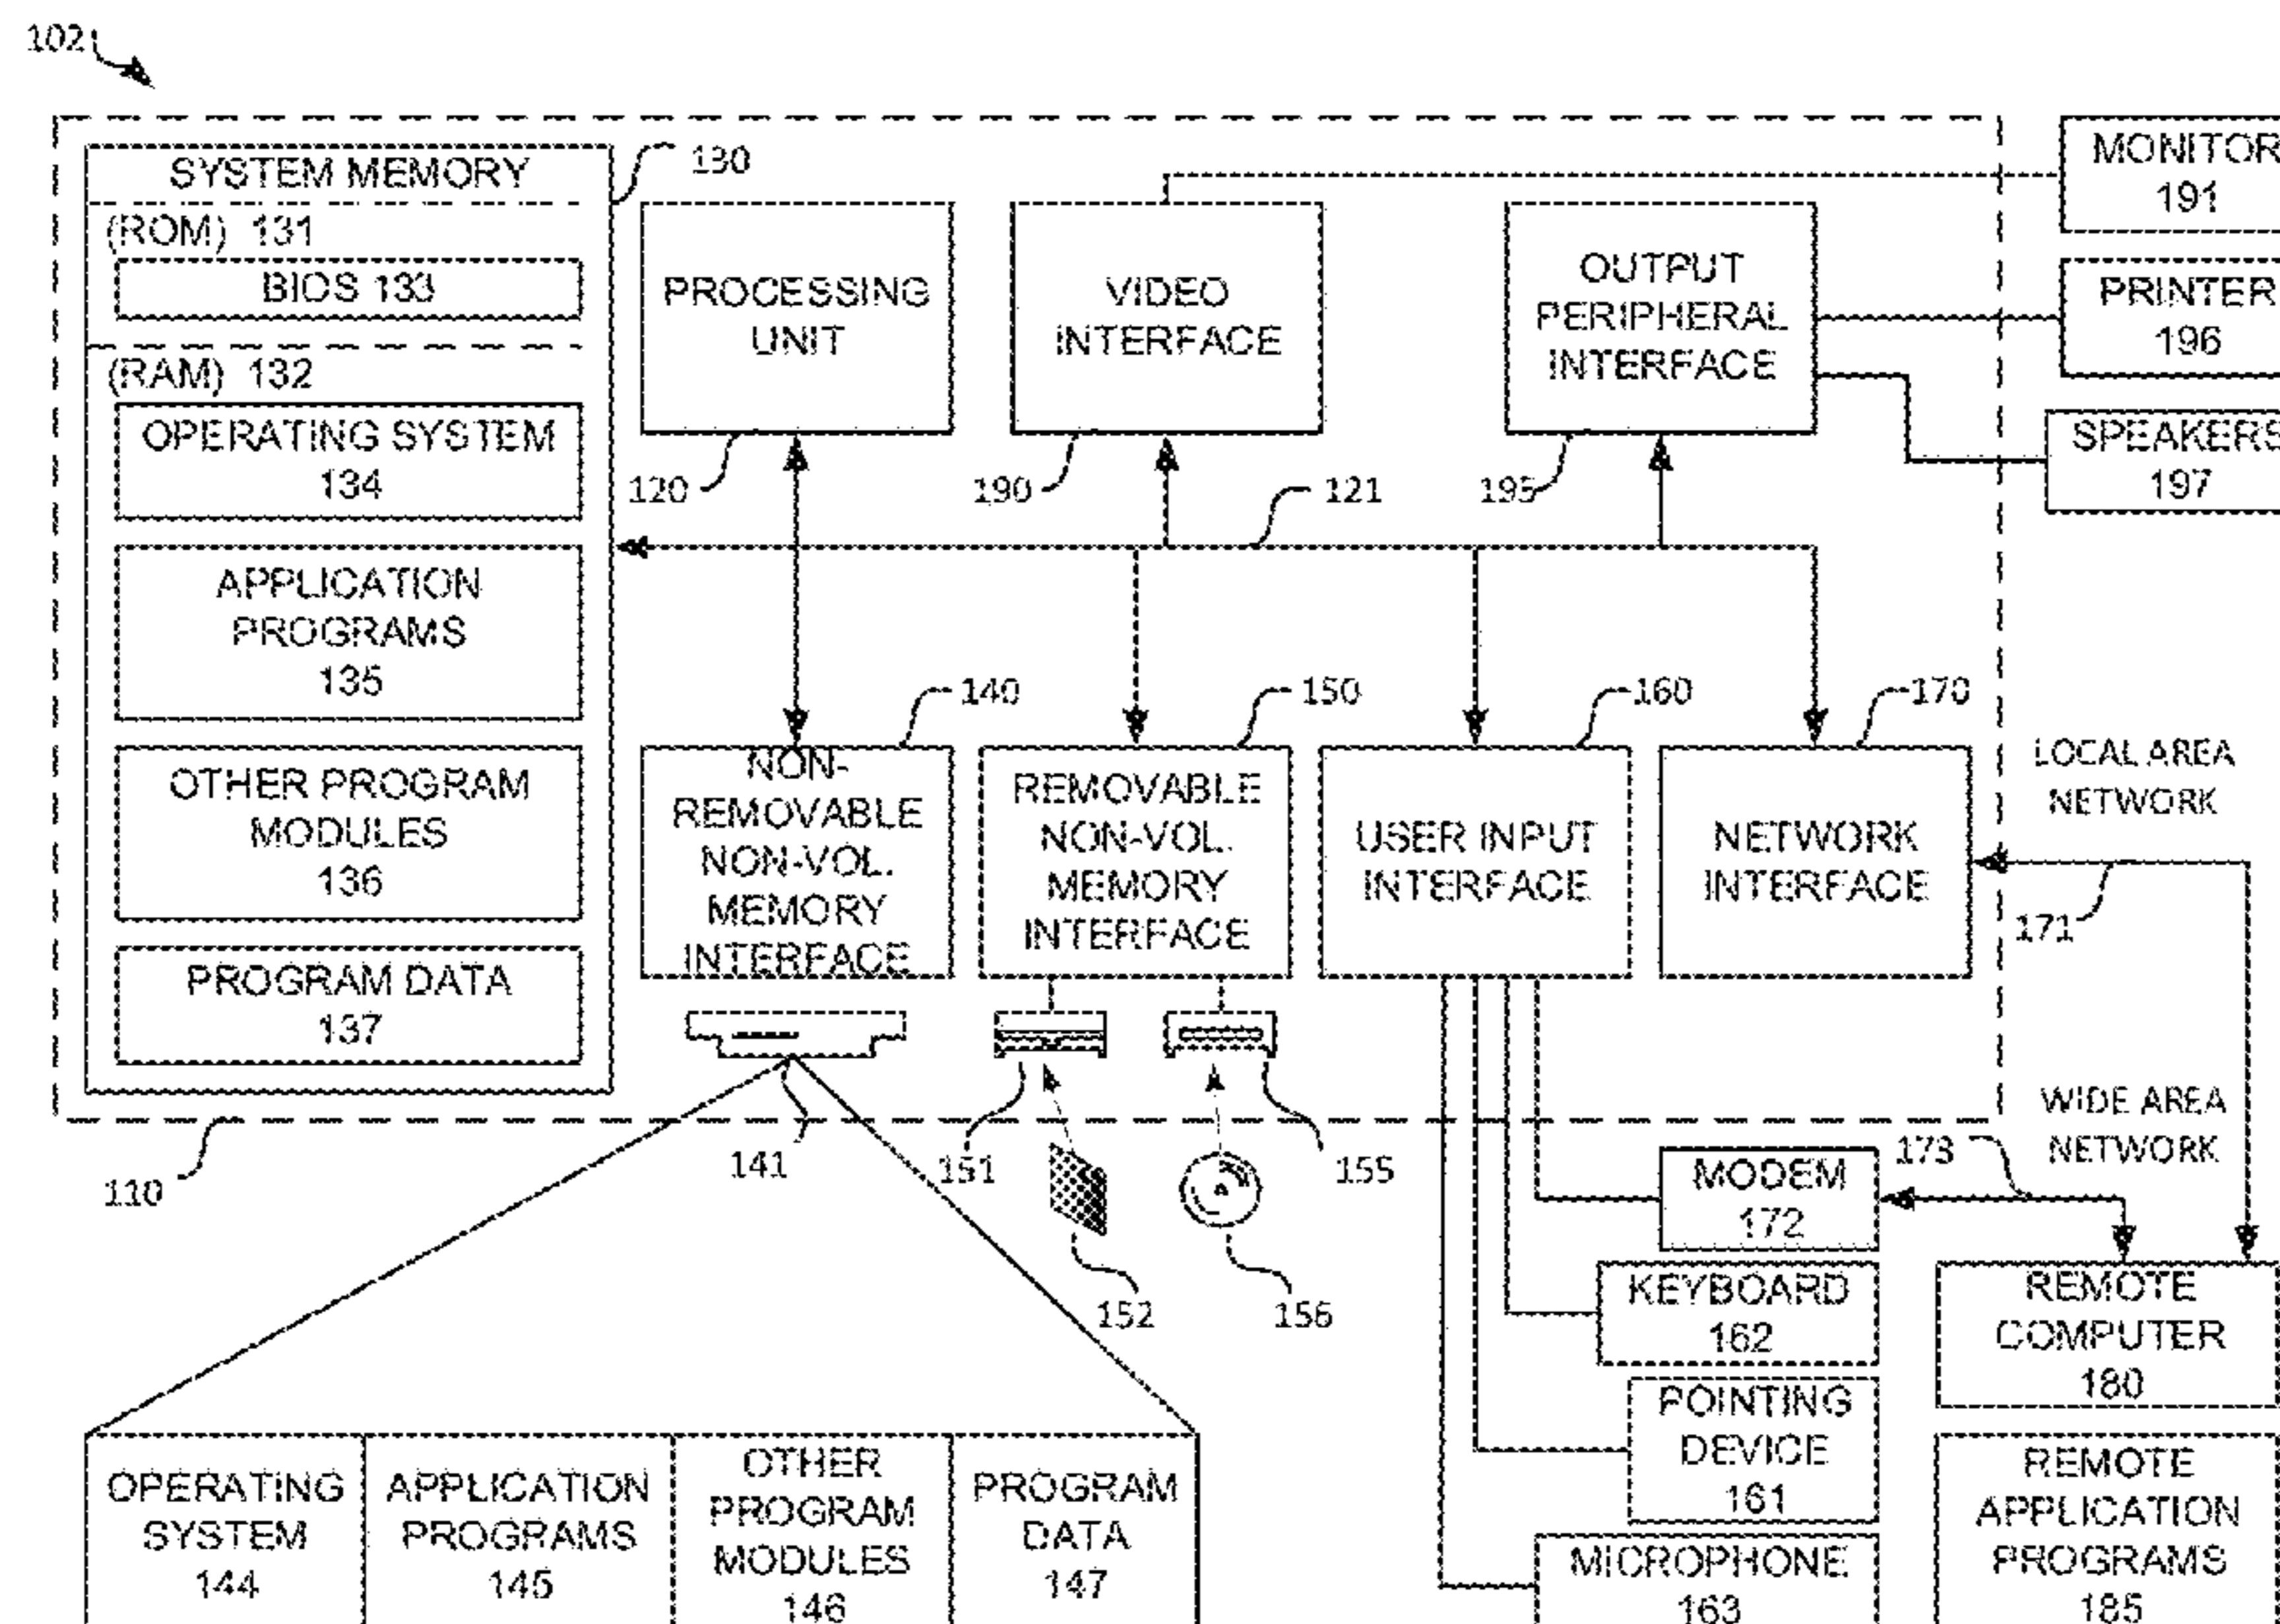 102
SYSTEM MEMORY
130
(ROM) 131
BIOS 133
(RAM) 132
OPERATING SYSTEM
134
APPLICATION
PROGRAMS
135
OTHER PROGRAM
MODULES
136
PROGRAM DATA
137
PROCESSING
UNIT
120
VIDEO
INTERFACE
190
121
OUTPUT
PERIPHERAL
INTERFACE
195
MONITOR
191
PRINTER
196
SPEAKERS
197
140
NON-
REMOVABLE
NON-VOL.
MEMORY
INTERFACE
150
REMOVABLE
NON-VOL.
MEMORY
INTERFACE
160
USER INPUT
INTERFACE
170
NETWORK
INTERFACE
LOCAL AREA
NETWORK
171
WIDE AREA
NETWORK
173
110
141
151
152
155
156
MODEM
172
KEYBOARD
162
POINTING
DEVICE
161
MICROPHONE
163
REMOTE
COMPUTER
180
REMOTE
APPLICATION
PROGRAMS
185
OPERATING
SYSTEM
144
APPLICATION
PROGRAMS
145
OTHER
PROGRAM
MODULES
146
PROGRAM
DATA
147